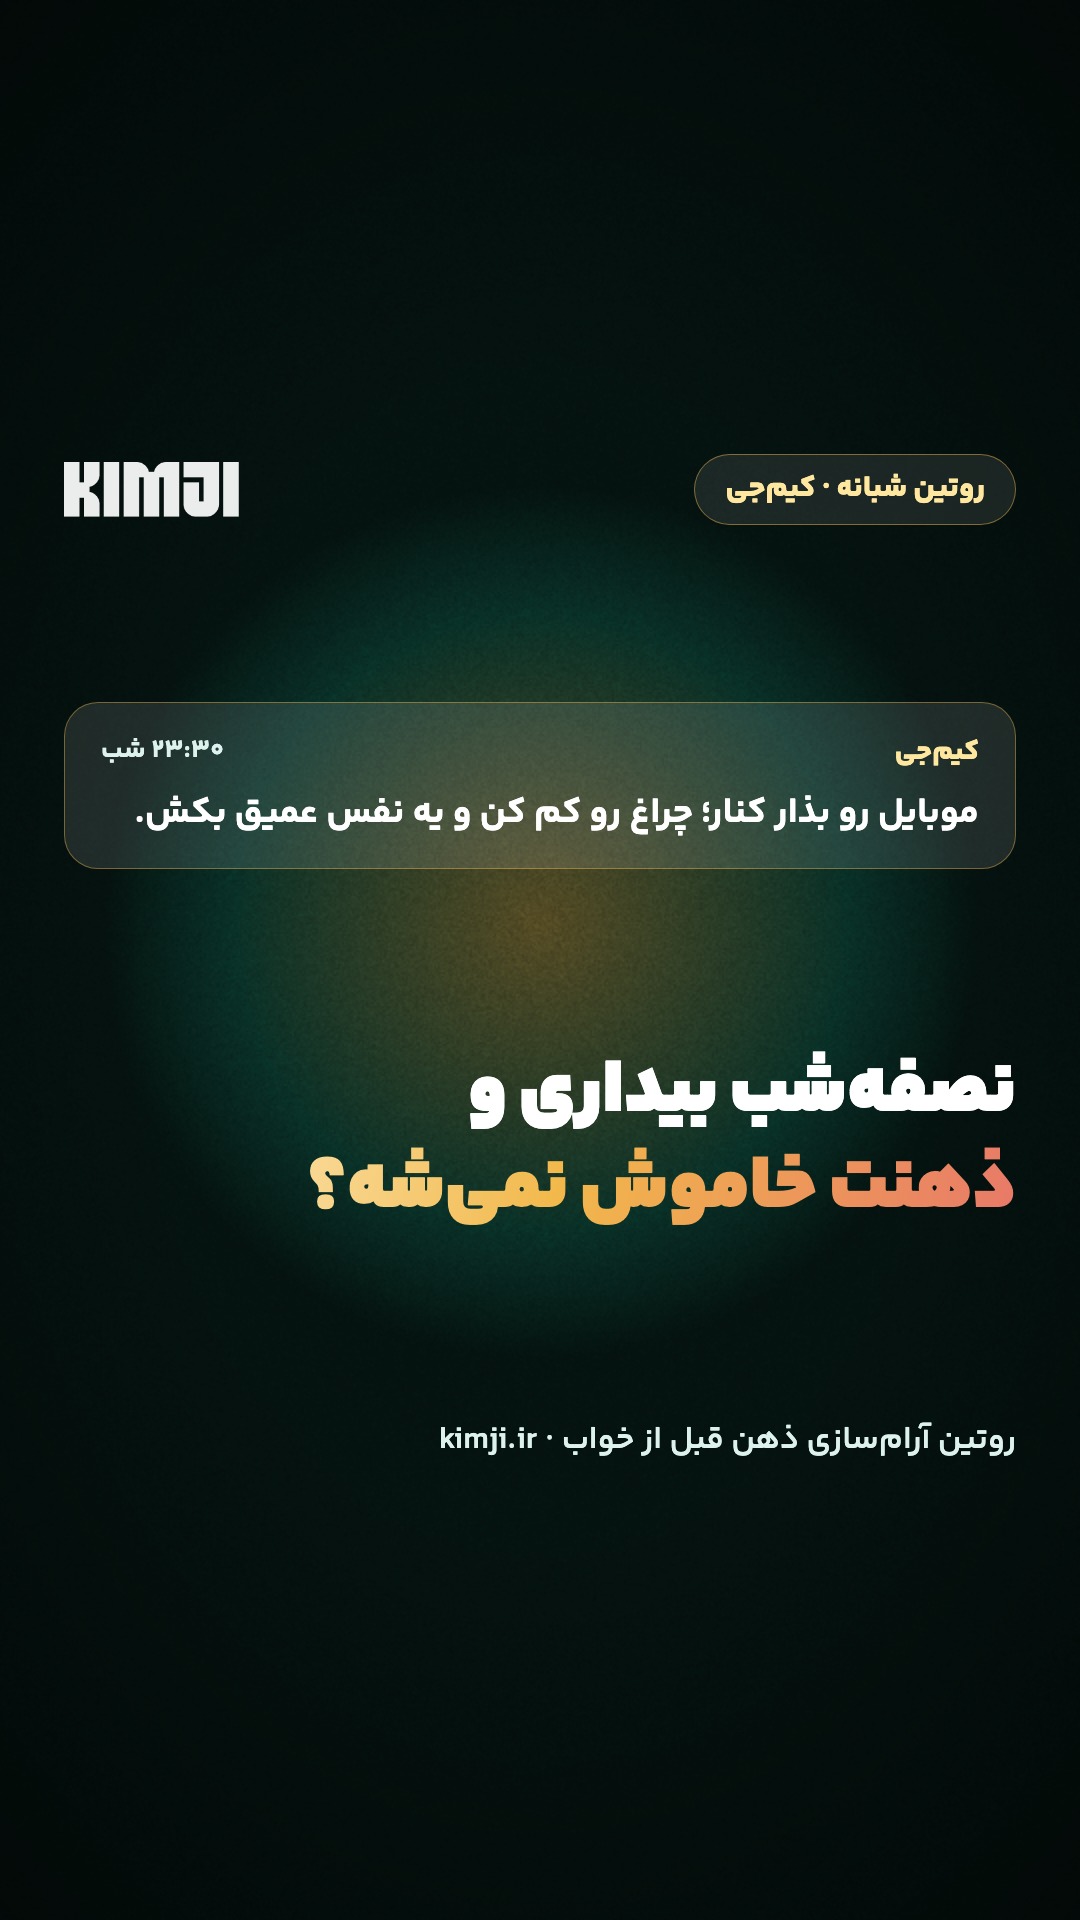 روتین شبانه · کیم‌جی
KIMJI
کیم‌جی
۲۳:۳۰ شب
موبایل رو بذار کنار؛ چراغ رو کم کن و یه نفس عمیق بکش.
نصفه‌شب بیداری و
ذهنت خاموش نمی‌شه؟
روتین آرام‌سازی ذهن قبل از خواب · kimji.ir